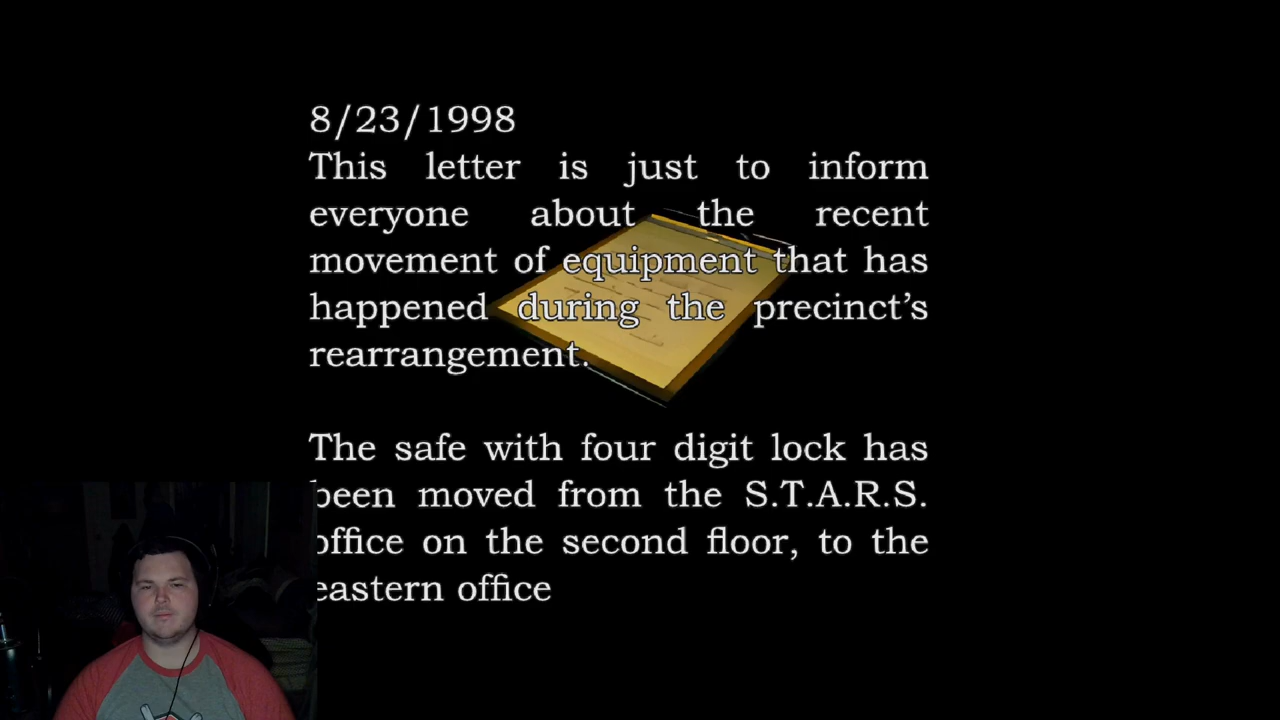 8/23/1998
This letter is just to inform
everyone about the recent
movement of equipment that has
happened during the precinct’s
rearrangement.
The safe with four digit lock has
been moved from the S.T.A.R.S.
office on the second floor, to the
eastern office